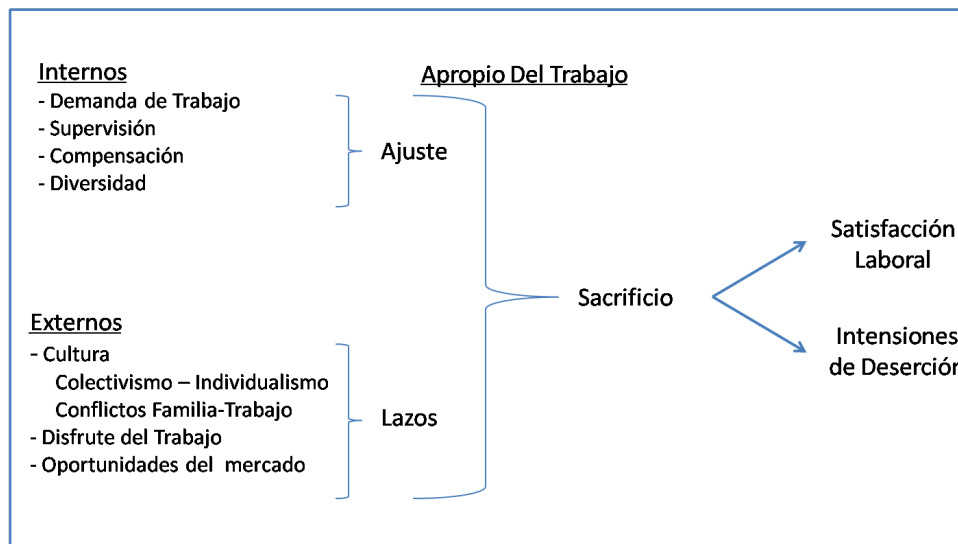 Internos
- Demanda de Trabajo
- Supervisión
- Compensación
- Diversidad
Apropio Del Trabajo
Ajuste
Externos
- Cultura
Colectivismo – Individualismo
Conflictos Familia-Trabajo
- Disfrute del Trabajo
- Oportunidades del mercado
Lazos
Sacrificio
Satisfacción
Laboral
Intensiones
de Deserción